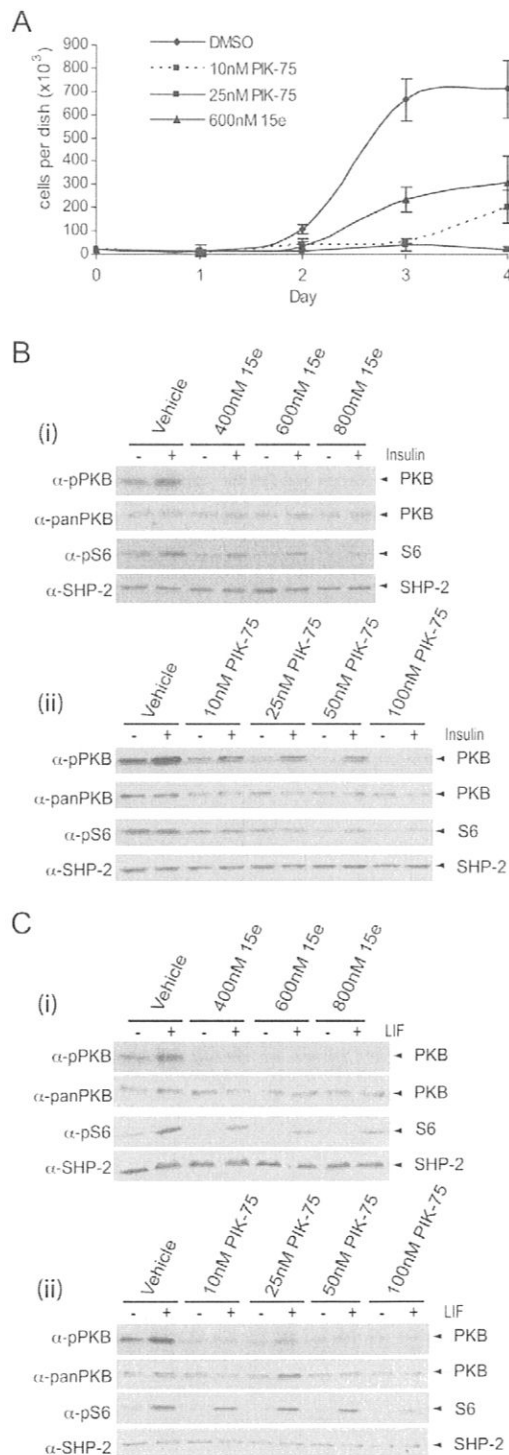 A
cells per dish (x10³)
900
800
700
600
500
400
300
200
100
0
DMSO
10nM PIK-75
25nM PIK-75
600nM 15e
0 1 2 3 4
Day
B
(i)
Vehicle 400nM 15e 600nM 15e 800nM 15e
- + - + - + - + Insulin
α-pPKB PKB
α-panPKB PKB
α-pS6 S6
α-SHP-2 SHP-2
(ii)
Vehicle 10nM PIK-75 25nM PIK-75 50nM PIK-75 100nM PIK-75
- + - + - + - + - + Insulin
α-pPKB PKB
α-panPKB PKB
α-pS6 S6
α-SHP-2 SHP-2
C
(i)
Vehicle 400nM 15e 600nM 15e 800nM 15e
- + - + - + - + LIF
α-pPKB PKB
α-panPKB PKB
α-pS6 S6
α-SHP-2 SHP-2
(ii)
Vehicle 10nM PIK-75 25nM PIK-75 50nM PIK-75 100nM PIK-75
- + - + - + - + - + LIF
α-pPKB PKB
α-panPKB PKB
α-pS6 S6
α-SHP-2 SHP-2